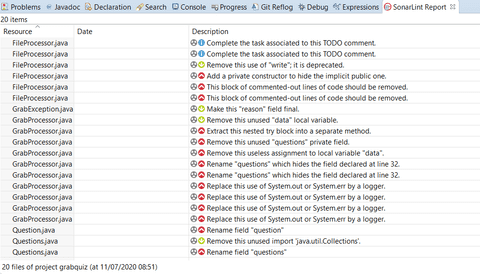 Problems Javadoc Declaration Search Console Progress Git Reflog Debug Expressions SonarLint Report
20 items
Resource Date Description
FileProcessor.java Complete the task associated to this TODO comment.
FileProcessor.java Complete the task associated to this TODO comment.
FileProcessor.java Remove this use of "write"; it is deprecated.
FileProcessor.java Add a private constructor to hide the implicit public one.
FileProcessor.java This block of commented-out lines of code should be removed.
FileProcessor.java This block of commented-out lines of code should be removed.
GrabException.java Make this "reason" field final.
GrabProcessor.java Remove this unused "data" local variable.
GrabProcessor.java Extract this nested try block into a separate method.
GrabProcessor.java Remove this unused "questions" private field.
GrabProcessor.java Remove this useless assignment to local variable "data".
GrabProcessor.java Rename "questions" which hides the field declared at line 32.
GrabProcessor.java Rename "questions" which hides the field declared at line 32.
GrabProcessor.java Replace this use of System.out or System.err by a logger.
GrabProcessor.java Replace this use of System.out or System.err by a logger.
GrabProcessor.java Replace this use of System.out or System.err by a logger.
GrabProcessor.java Replace this use of System.out or System.err by a logger.
Question.java Rename field "question"
Questions.java Remove this unused import 'java.util.Collections'.
Questions.java Rename field "questions"
20 files of project grabquiz (at 11/07/2020 08:51)